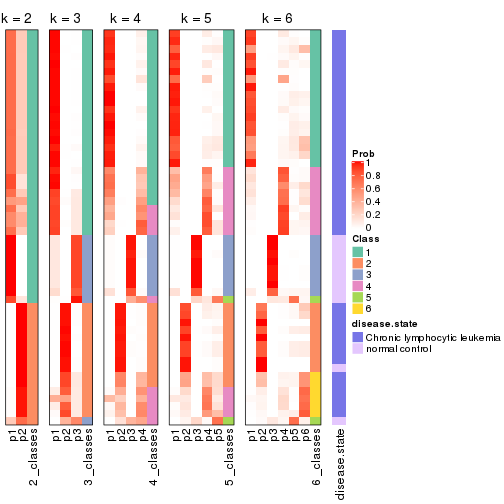 k = 2 k = 3 k = 4 k = 5 k = 6
Prob
1
0.8
0.6
0.4
0.2
0
Class
1
2
3
4
5
6
disease.state
Chronic lymphocytic leukemia
normal control
p1
p2
2_classes
p1
p2
p3
3_classes
p1
p2
p3
p4
4_classes
p1
p2
p3
p4
p5
5_classes
p1
p2
p3
p4
p5
p6
6_classes
disease.state